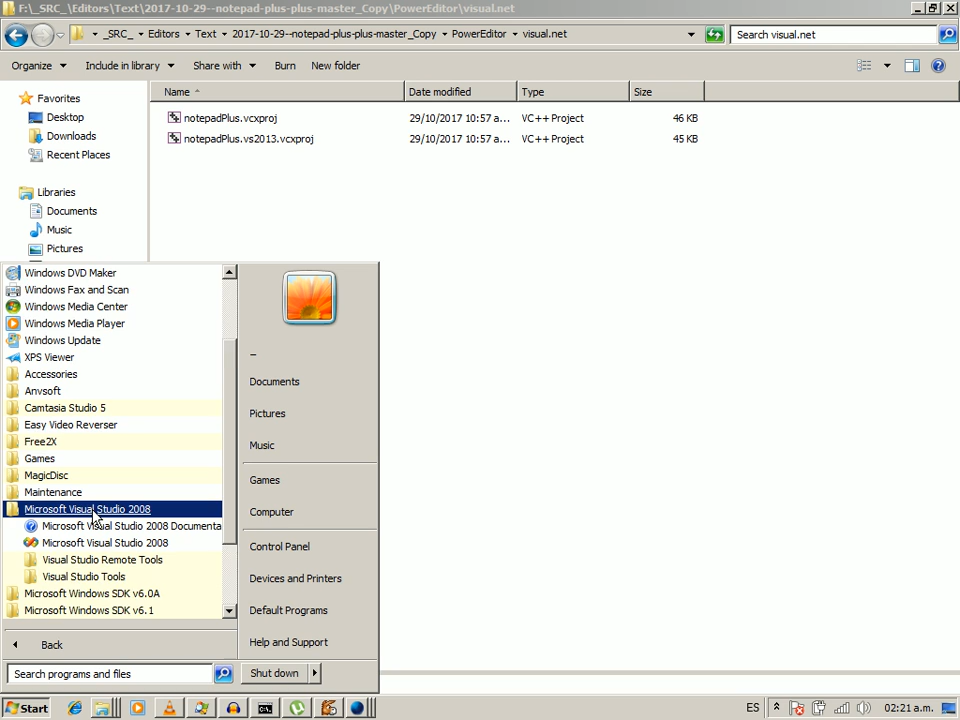 F:\_SRC_\Editors\Text\2017-10-29--notepad-plus-plus-master_Copy\PowerEditor\visual.net
_SRC_ Editors Text 2017-10-29--notepad-plus-plus-master_Copy PowerEditor visual.net
Search visual.net
Organize Include in library Share with Burn New folder
Favorites
Desktop
Downloads
Recent Places
Libraries
Documents
Music
Pictures
Name Date modified Type Size
notepadPlus.vcxproj 29/10/2017 10:57 a... VC++ Project 46 KB
notepadPlus.vs2013.vcxproj 29/10/2017 10:57 a... VC++ Project 45 KB
Windows DVD Maker
Windows Fax and Scan
Windows Media Center
Windows Media Player
Windows Update
XPS Viewer
Accessories
Anvsoft
Camtasia Studio 5
Easy Video Reverser
Free2X
Games
MagicDisc
Maintenance
Microsoft Visual Studio 2008
Microsoft Visual Studio 2008 Documenta
Microsoft Visual Studio 2008
Visual Studio Remote Tools
Visual Studio Tools
Microsoft Windows SDK v6.0A
Microsoft Windows SDK v6.1
Back
Search programs and files
_
Documents
Pictures
Music
Games
Computer
Control Panel
Devices and Printers
Default Programs
Help and Support
Shut down
Start
ES
02:21 a.m.